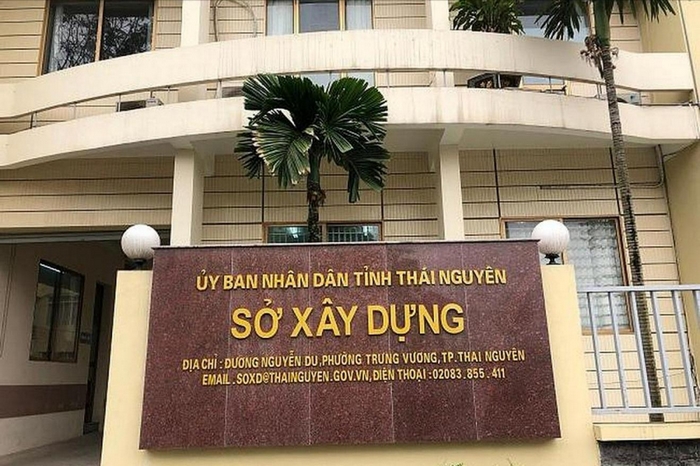 ỦY BAN NHÂN DÂN TỈNH THÁI NGUYÊN
SỞ XÂY DỰNG
ĐỊA CHỈ : ĐƯỜNG NGUYỄN DU,PHƯỜNG TRƯNG VƯƠNG,TP.THÁI NGUYÊN
EMAIL .SOXD@THAINGUYEN.GOV.VN,ĐIỆN THOẠI :02083.855.411